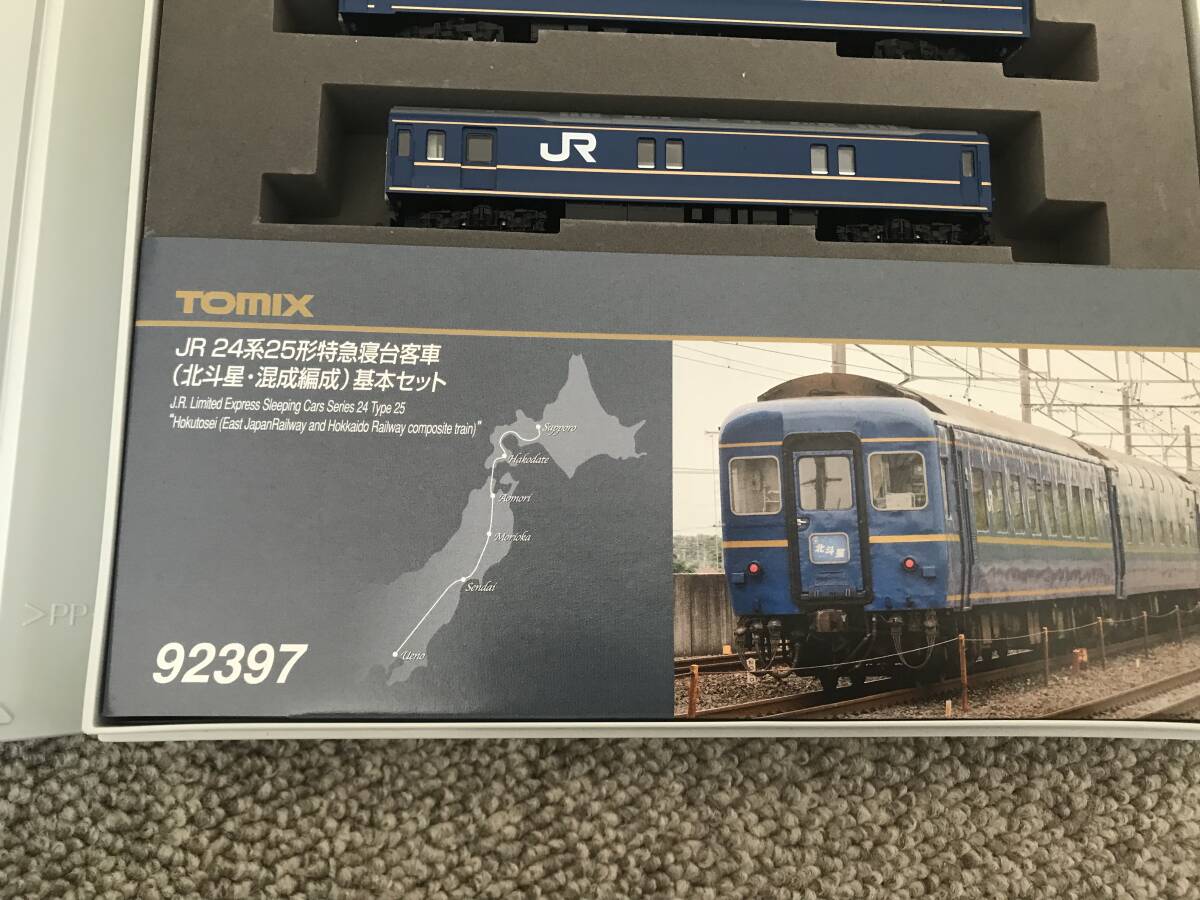 JR
TOMIX
JR 24系25形特急寝台客車
(北斗星・混成編成)基本セット
J.R. Limited Express Sleeping Cars Series 24 Type 25
"Hokutosei (East JapanRailway and Hokkaido Railway composite train)"
Sapporo
Hakodate
Aomori
Morioka
Sendai
Ueno
92397
北斗星
>PP